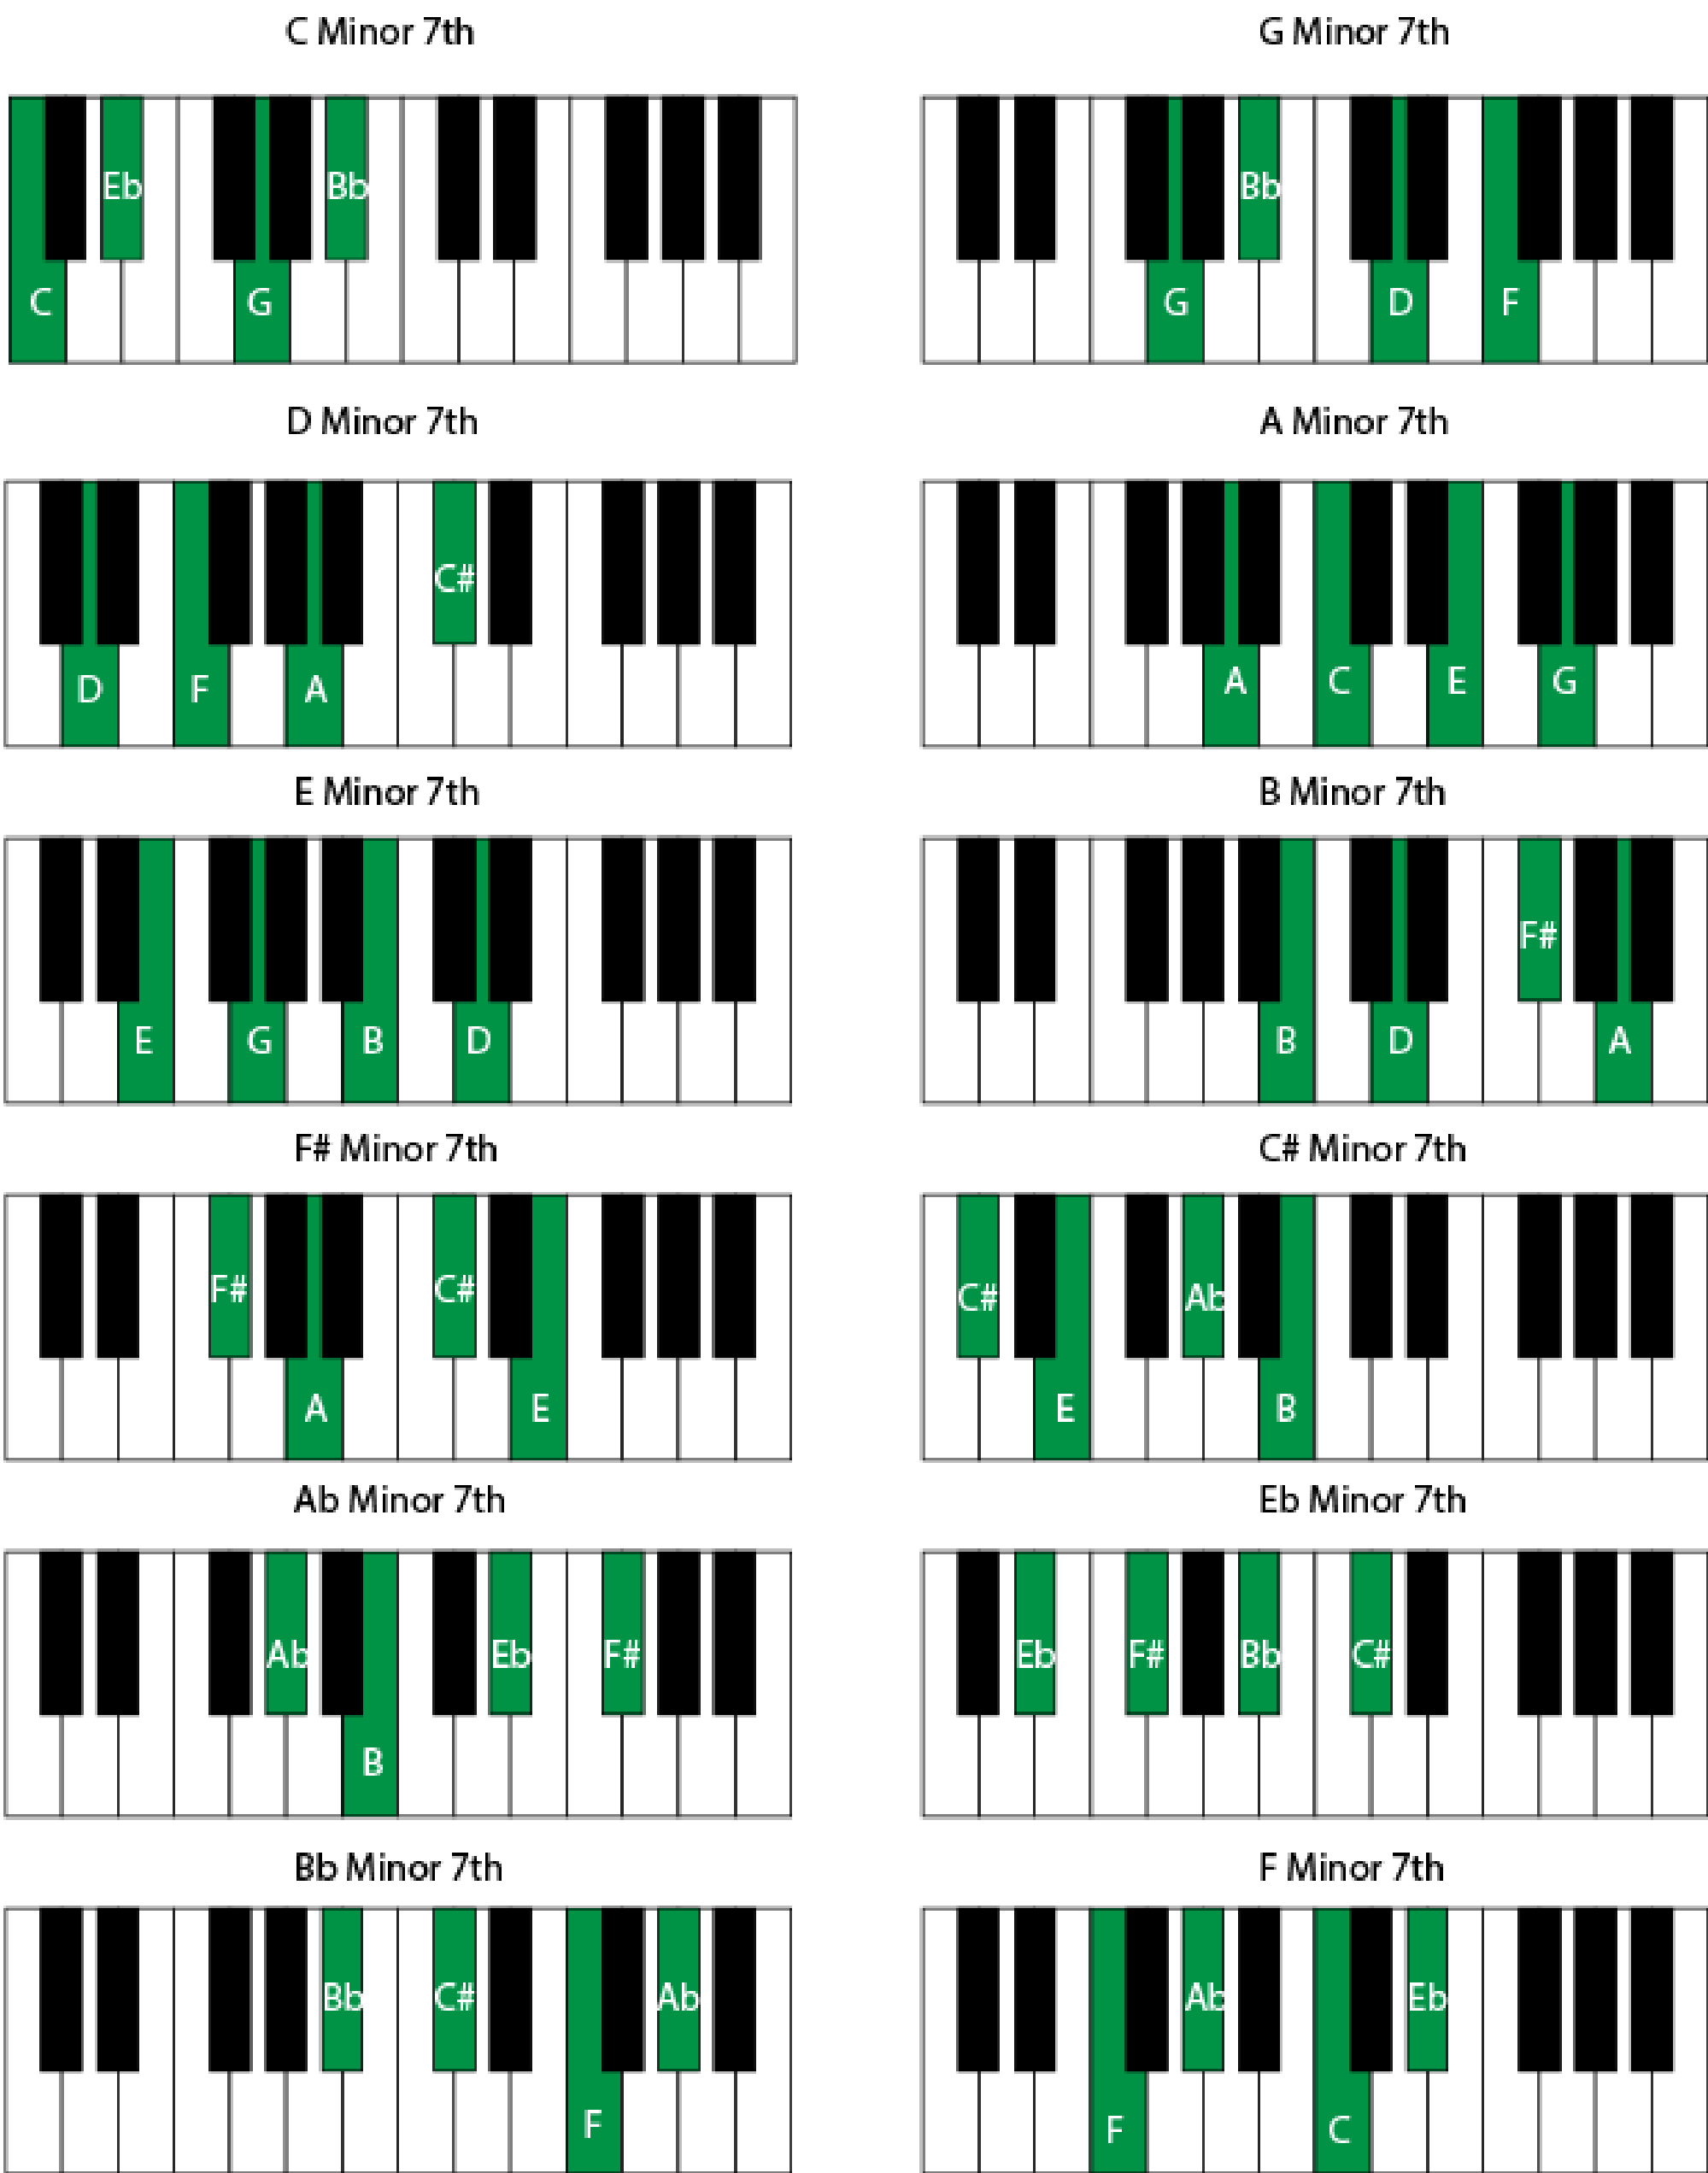 C Minor 7th
G Minor 7th
Eb Bb
Bb
C G
G D F
D Minor 7th
A Minor 7th
C#
D F A
A C E G
E Minor 7th
B Minor 7th
F#
E G B D
B D A
F# Minor 7th
C# Minor 7th
F# C#
C# Ab
A E
E B
Ab Minor 7th
Eb Minor 7th
Ab Eb F#
Eb F# Bb C#
B
Bb Minor 7th
F Minor 7th
Bb C# Ab
Ab Eb
F
F C